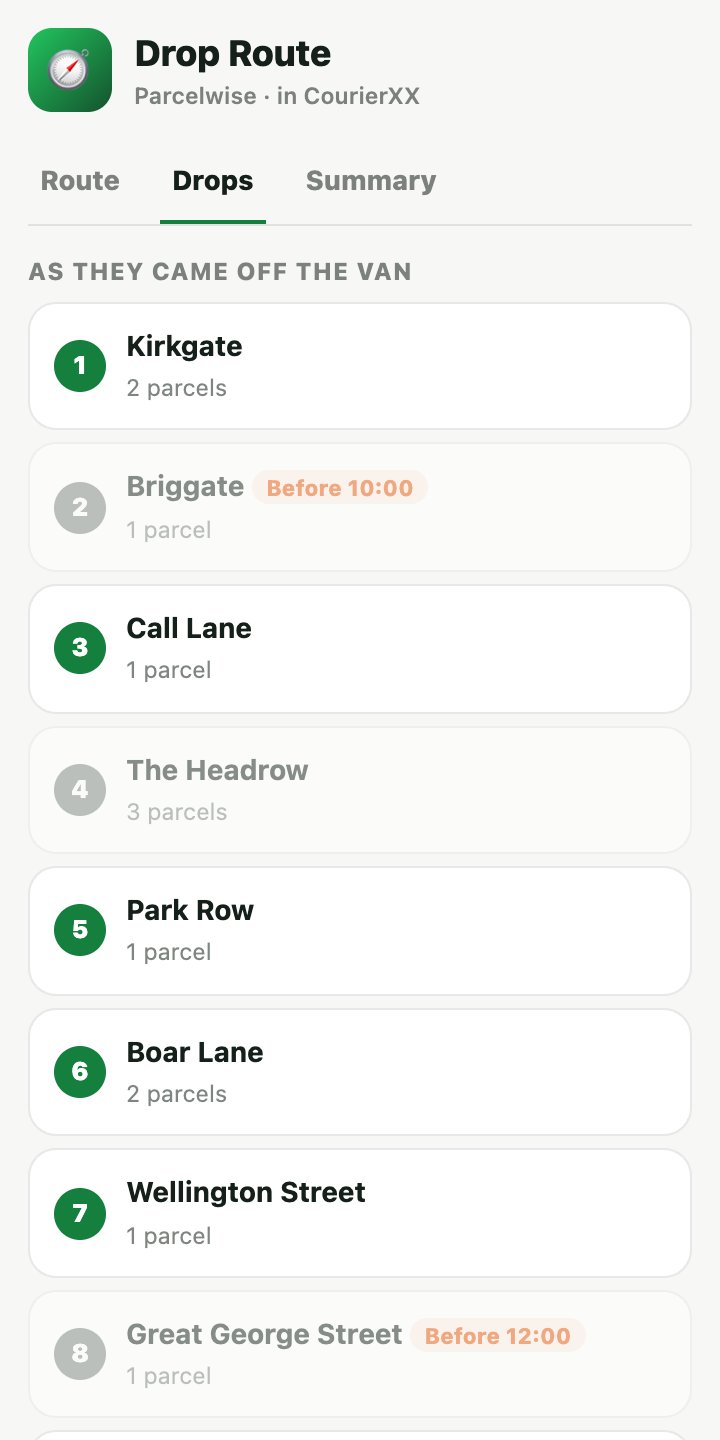 Drop Route
Parcelwise · in CourierXX
Route Drops Summary
AS THEY CAME OFF THE VAN
1
Kirkgate
2 parcels
2
Briggate Before 10:00
1 parcel
3
Call Lane
1 parcel
4
The Headrow
3 parcels
5
Park Row
1 parcel
6
Boar Lane
2 parcels
7
Wellington Street
1 parcel
8
Great George Street Before 12:00
1 parcel